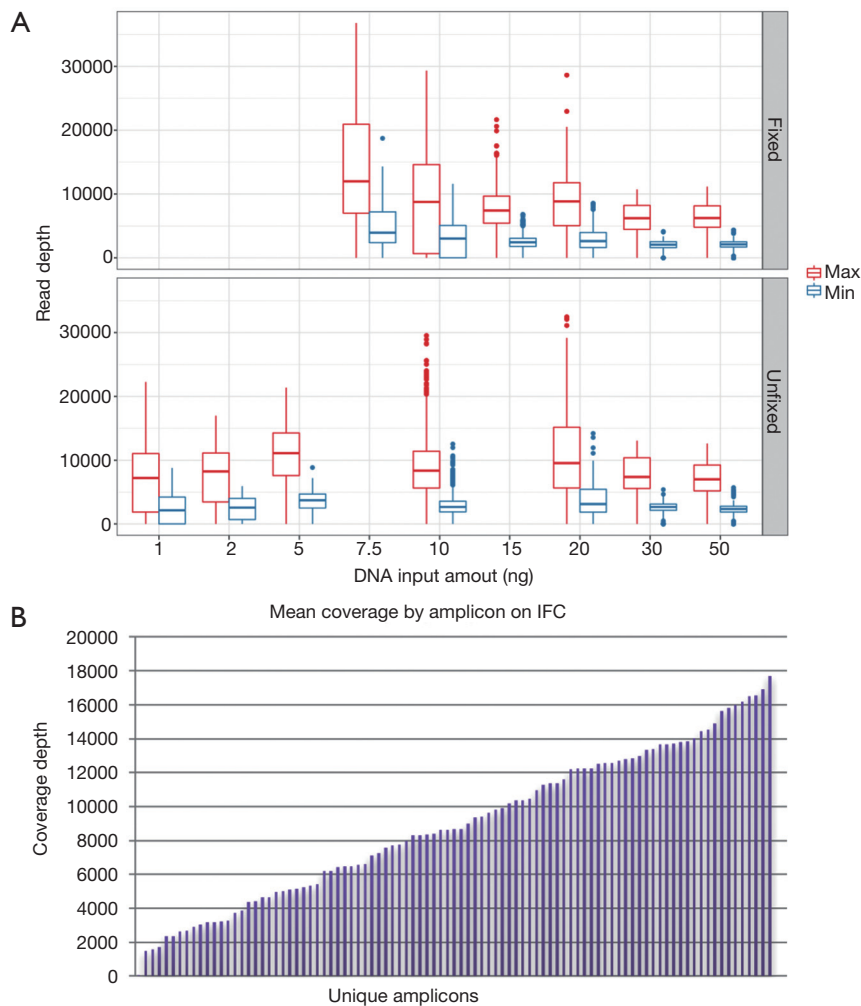 A
30000
20000
10000
0
Fixed
Read depth
Max
Min
30000
20000
10000
0
Unfixed
1 2 5 7.5 10 15 20 30 50
DNA input amout (ng)
B
Mean coverage by amplicon on IFC
20000
18000
16000
14000
12000
10000
8000
6000
4000
2000
0
Coverage depth
Unique amplicons